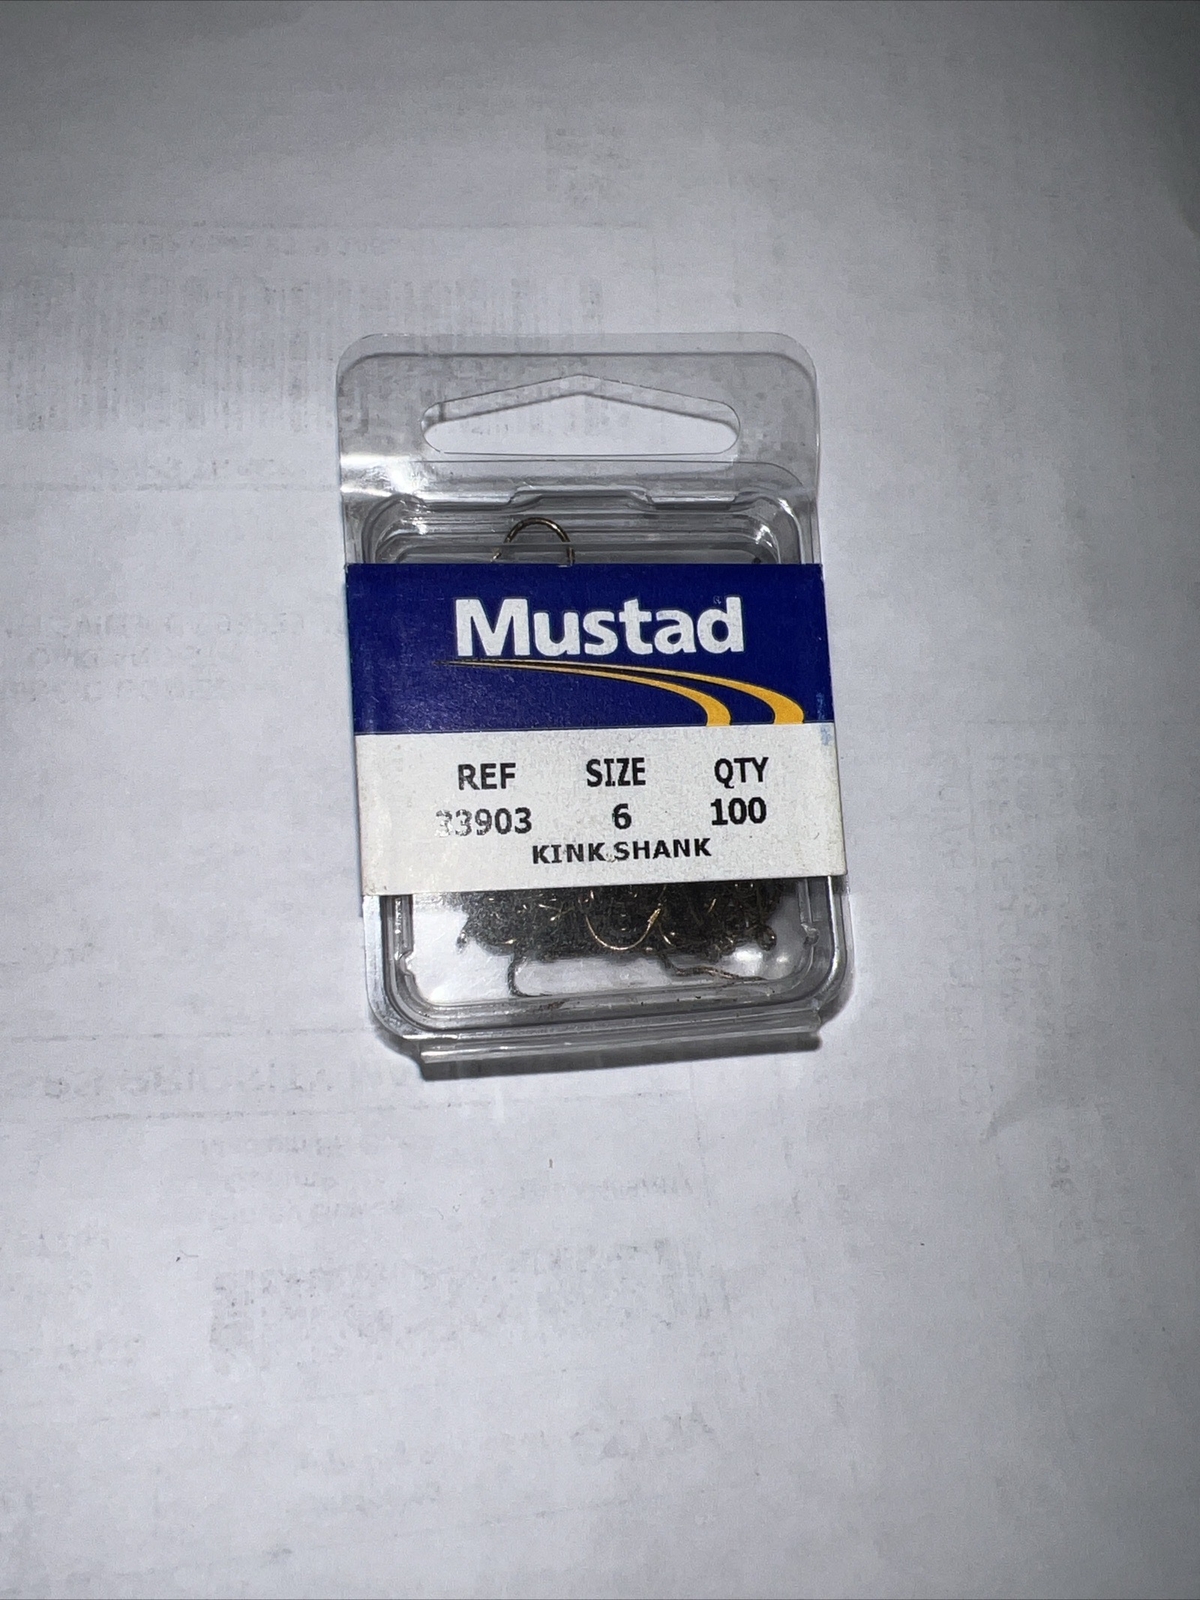 Mustad
REF SIZE QTY
33903 6 100
KINK SHANK